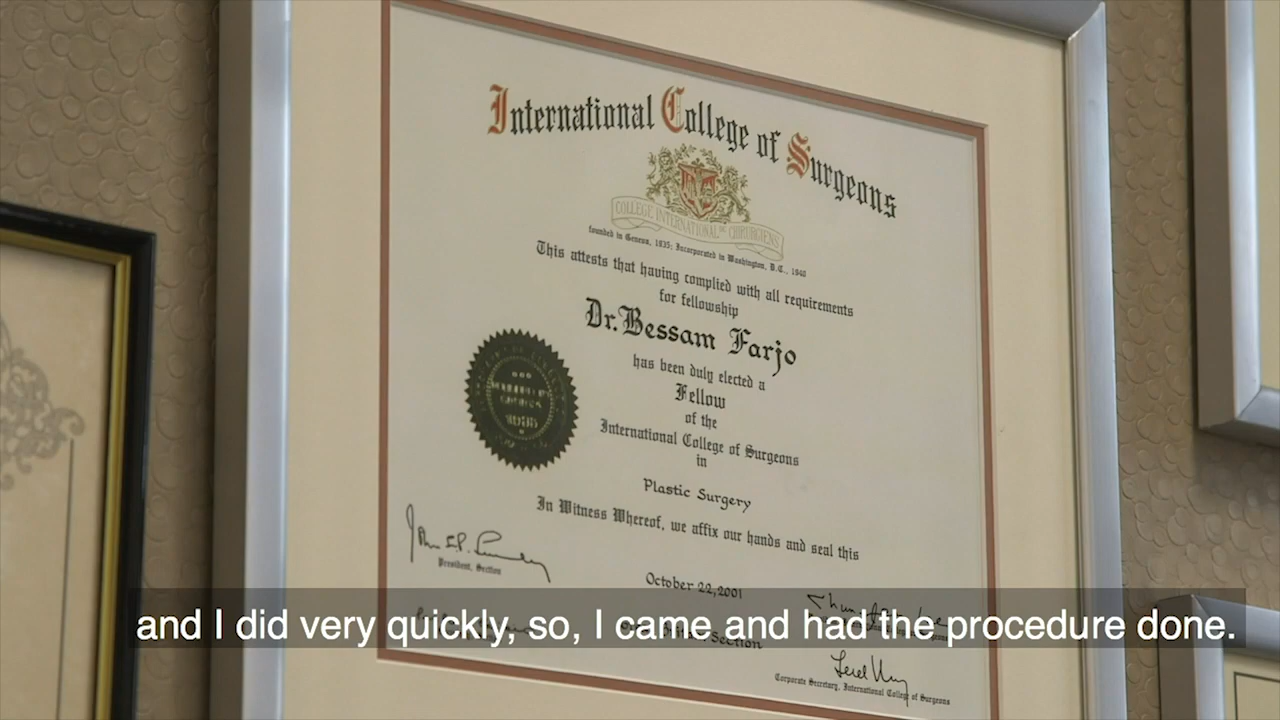 International College of Surgeons
COLLEGE INTERNATIONAL DE CHIRURGIENS
founded in Geneva, 1935; Incorporated in Washington, D.C., 1940
This attests that having complied with all requirements
for fellowship
Dr. Bessam Farjo
has been duly elected a
Fellow
of the
International College of Surgeons
in
Plastic Surgery
In Witness Whereof, we affix our hands and seal this
October 22, 2001
President, Section
and I did very quickly, so, I came and had the procedure done.
Section
Corporate Secretary, International College of Surgeons